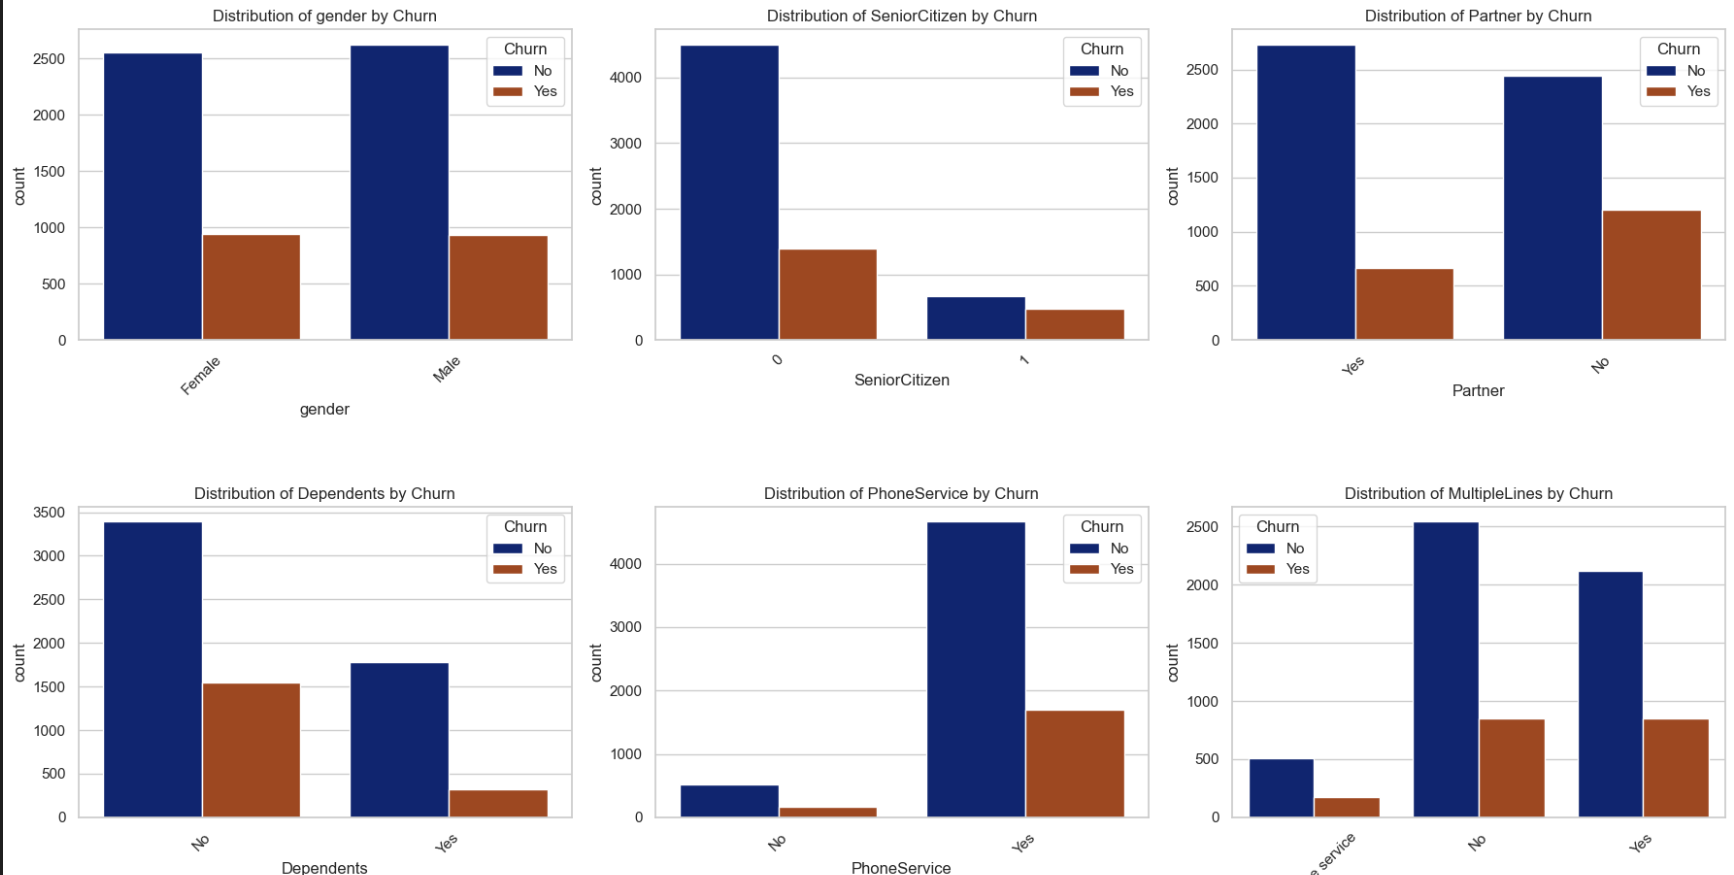 Distribution of gender by Churn
Churn
No
Yes
2500
2000
1500
1000
500
0
count
Female
Male
gender
Distribution of SeniorCitizen by Churn
Churn
No
Yes
4000
3000
2000
1000
0
count
0
1
SeniorCitizen
Distribution of Partner by Churn
Churn
No
Yes
2500
2000
1500
1000
500
0
count
Yes
No
Partner
Distribution of Dependents by Churn
Churn
No
Yes
3500
3000
2500
2000
1500
1000
500
0
count
No
Yes
Dependents
Distribution of PhoneService by Churn
Churn
No
Yes
4000
3000
2000
1000
0
count
No
Yes
PhoneService
Distribution of MultipleLines by Churn
Churn
No
Yes
2500
2000
1500
1000
500
0
count
service
No
Yes